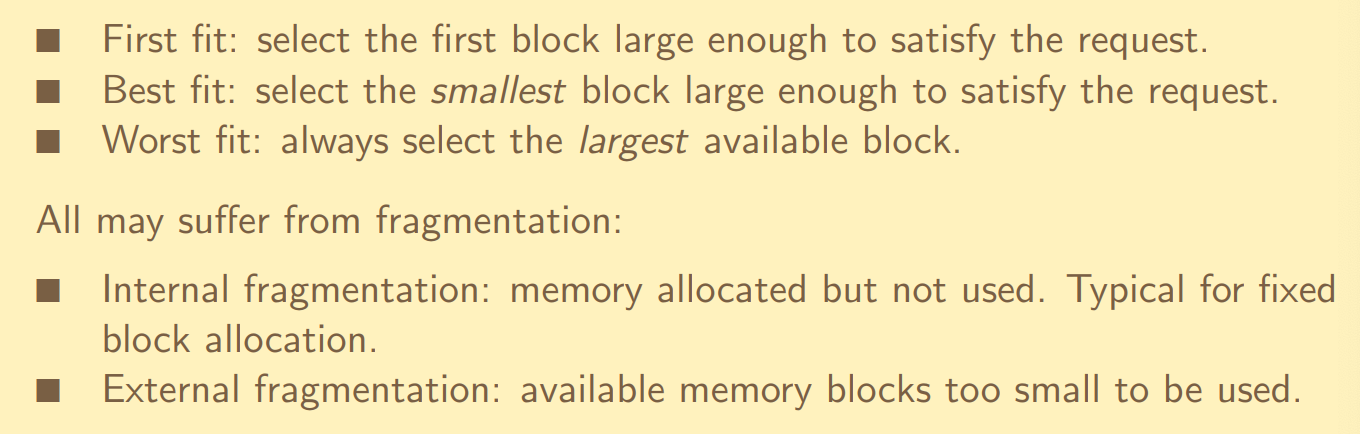 ■ First fit: select the first block large enough to satisfy the request.
■ Best fit: select the smallest block large enough to satisfy the request.
■ Worst fit: always select the largest available block.
All may suffer from fragmentation:
■ Internal fragmentation: memory allocated but not used. Typical for fixed
block allocation.
■ External fragmentation: available memory blocks too small to be used.